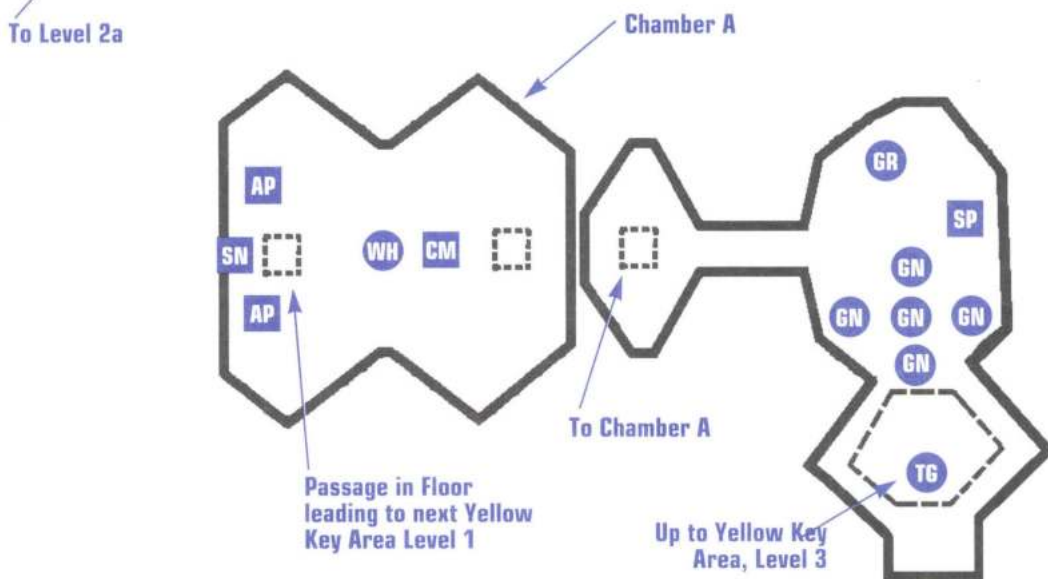 To Level 2a
Chamber A
GR
AP
SP
SN
WH
CM
GN
AP
GN
GN
GN
GN
To Chamber A
TG
Passage in Floor
leading to next Yellow
Key Area Level 1
Up to Yellow Key
Area, Level 3